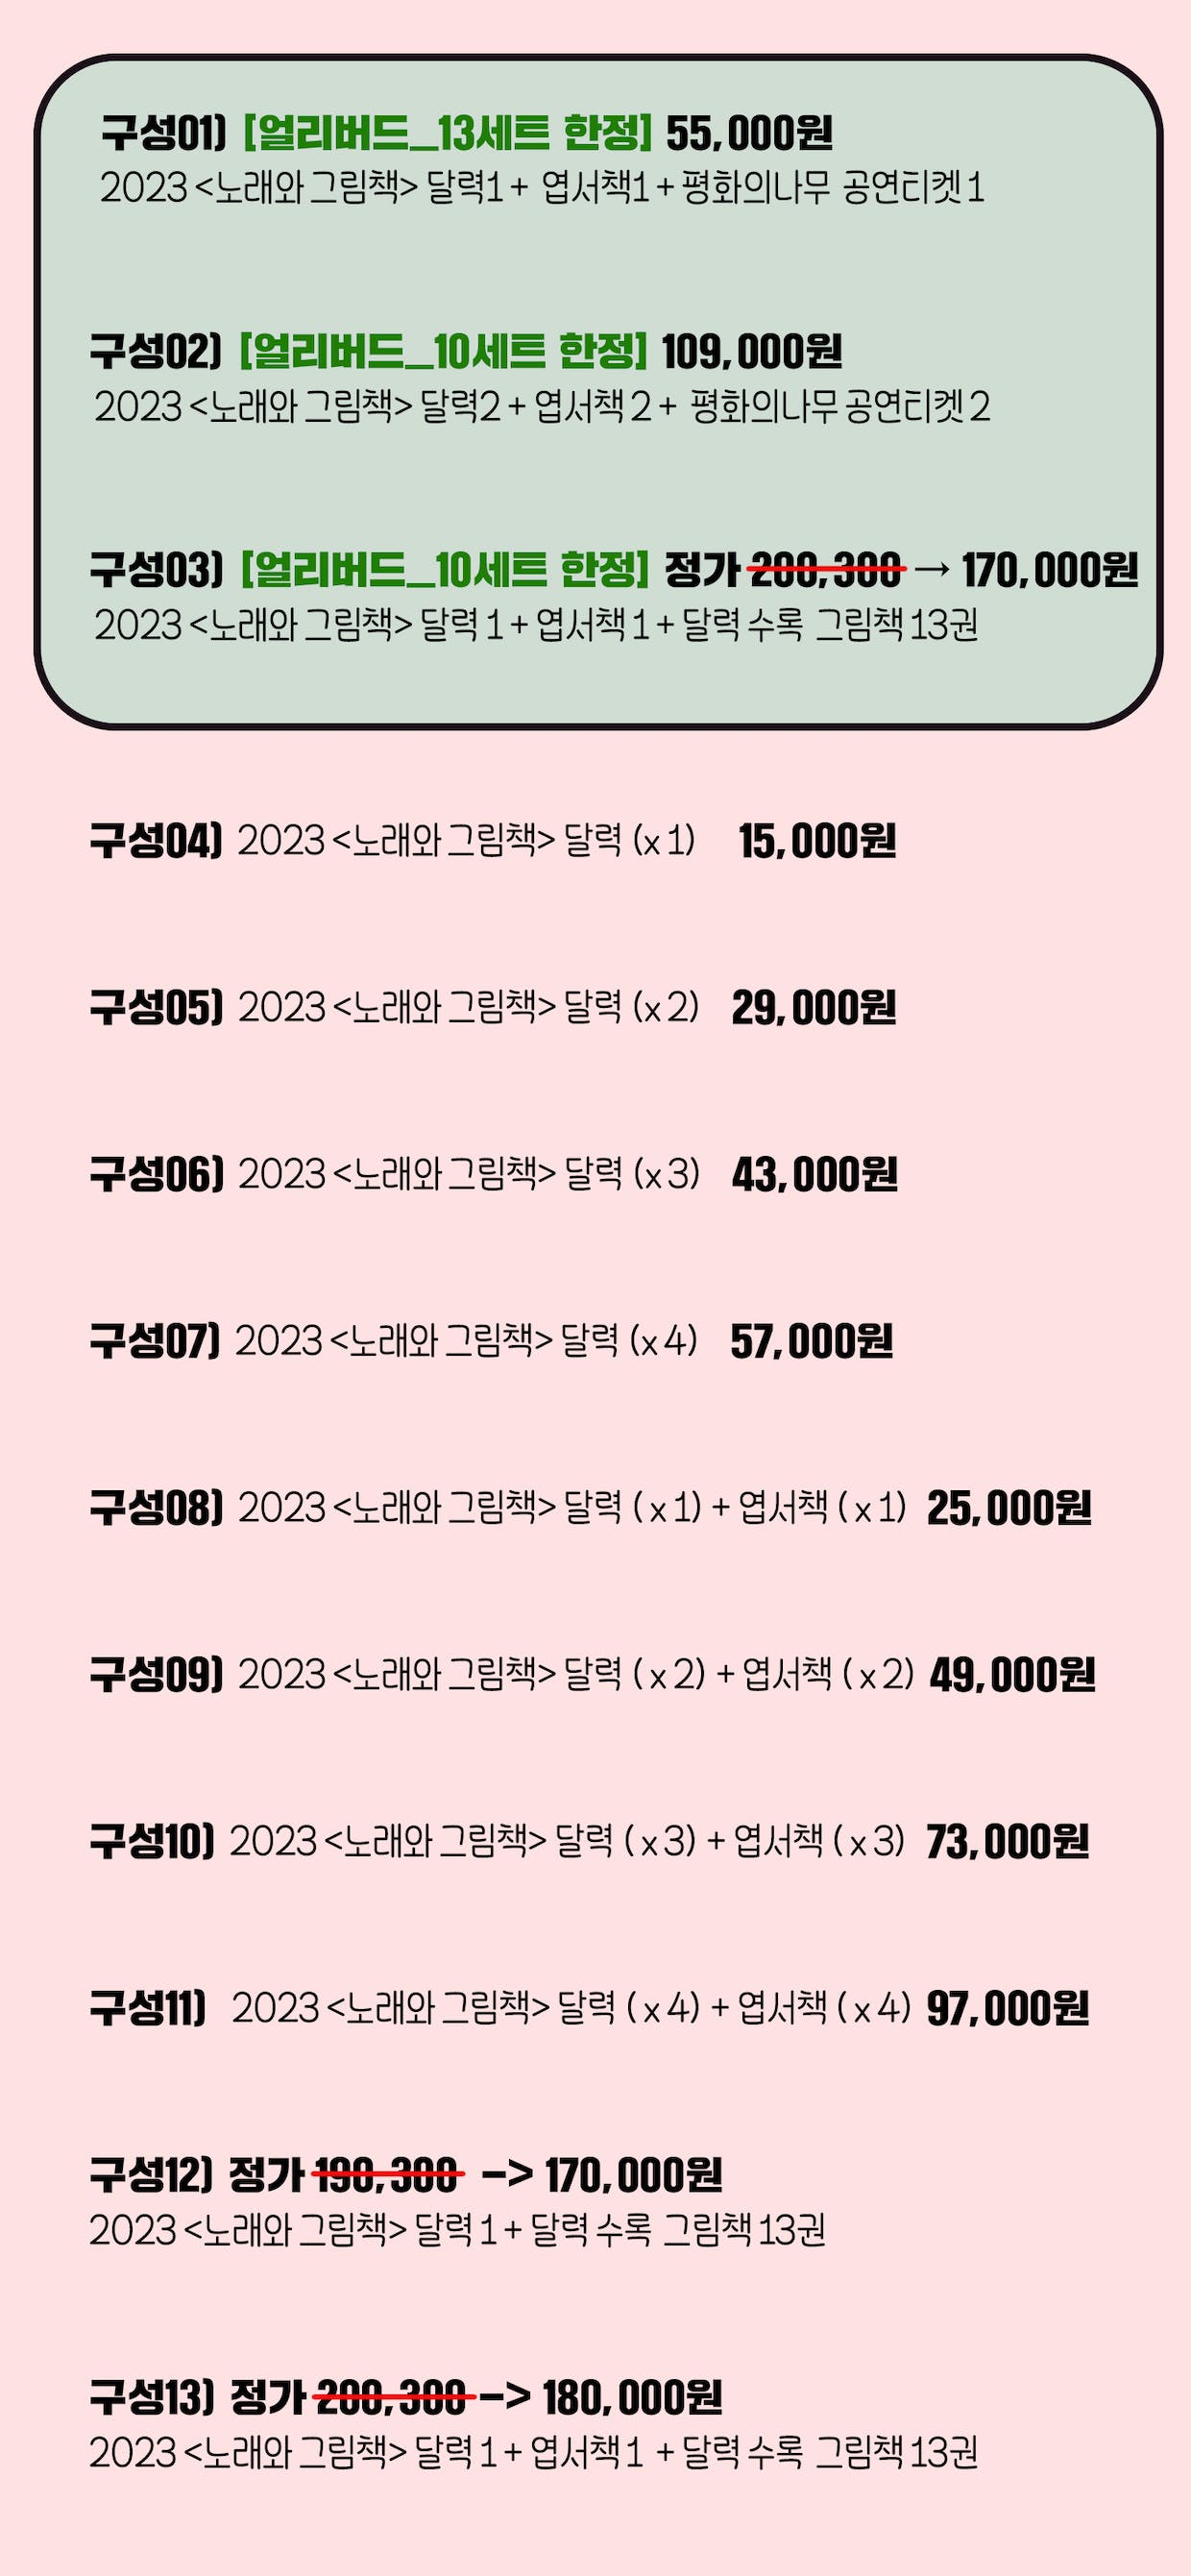 구성01) [얼리버드_13세트 한정] 55,000원
2023 <노래와 그림책> 달력1 + 엽서책1 + 평화의나무 공연티켓 1
구성02) [얼리버드_10세트 한정] 109,000원
2023 <노래와 그림책> 달력2 + 엽서책 2 + 평화의나무 공연티켓 2
구성03) [얼리버드_10세트 한정] 정가 200,300 → 170,000원
2023 <노래와 그림책> 달력 1 + 엽서책 1 + 달력 수록 그림책 13권
구성04) 2023 <노래와 그림책> 달력 (x 1) 15,000원
구성05) 2023 <노래와 그림책> 달력 (x 2) 29,000원
구성06) 2023 <노래와 그림책> 달력 (x 3) 43,000원
구성07) 2023 <노래와 그림책> 달력 (x 4) 57,000원
구성08) 2023 <노래와 그림책> 달력 ( x 1) + 엽서책 ( x 1) 25,000원
구성09) 2023 <노래와 그림책> 달력 ( x 2) + 엽서책 ( x 2) 49,000원
구성10) 2023 <노래와 그림책> 달력 ( x 3) + 엽서책 ( x 3) 73,000원
구성11) 2023 <노래와 그림책> 달력 ( x 4) + 엽서책 ( x 4) 97,000원
구성12) 정가 190,300 -> 170,000원
2023 <노래와 그림책> 달력 1 + 달력 수록 그림책 13권
구성13) 정가 200,300 -> 180,000원
2023 <노래와 그림책> 달력 1 + 엽서책 1 + 달력 수록 그림책 13권